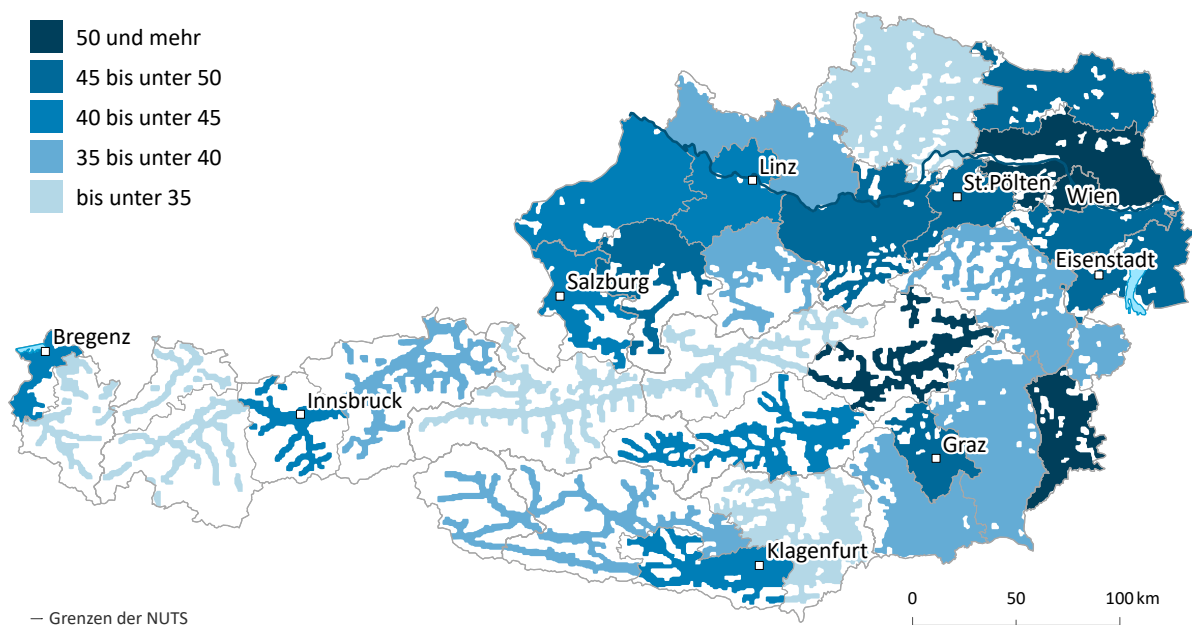 50 und mehr
45 bis unter 50
40 bis unter 45
35 bis unter 40
bis unter 35
Linz
St.Pölten
Wien
Eisenstadt
Salzburg
Bregenz
Innsbruck
Graz
Klagenfurt
0 50 100 km
— Grenzen der NUTS